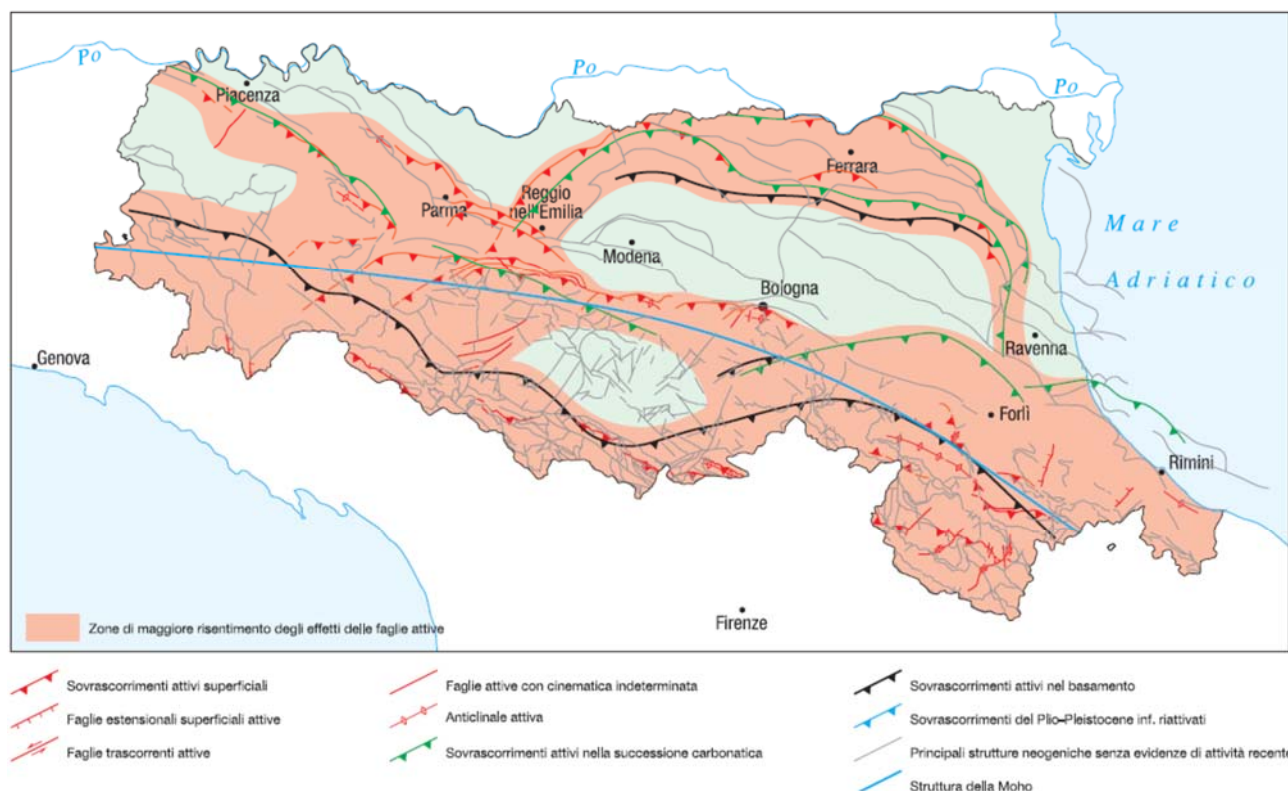 Po
Po
Po
Piacenza
Ferrara
Parma
Reggio
nell'Emilia
Modena
Mare
Adriatico
Bologna
Ravenna
Genova
Forlì
Rimini
Firenze
Zone di maggiore risentimento degli effetti delle faglie attive
Sovrascorrimenti attivi superficiali
Faglie estensionali superficiali attive
Faglie trascorrenti attive
Faglie attive con cinematica indeterminata
Anticlinale attiva
Sovrascorrimenti attivi nella successione carbonatica
Sovrascorrimenti attivi nel basamento
Sovrascorrimenti del Plio-Pleistocene inf. riattivati
Principali strutture neogeniche senza evidenze di attività recente
Struttura della Moho